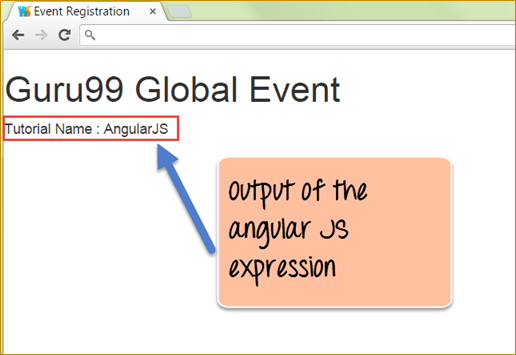 Event Registration
Guru99 Global Event
Tutorial Name : AngularJS
Output of the
angular JS
expression